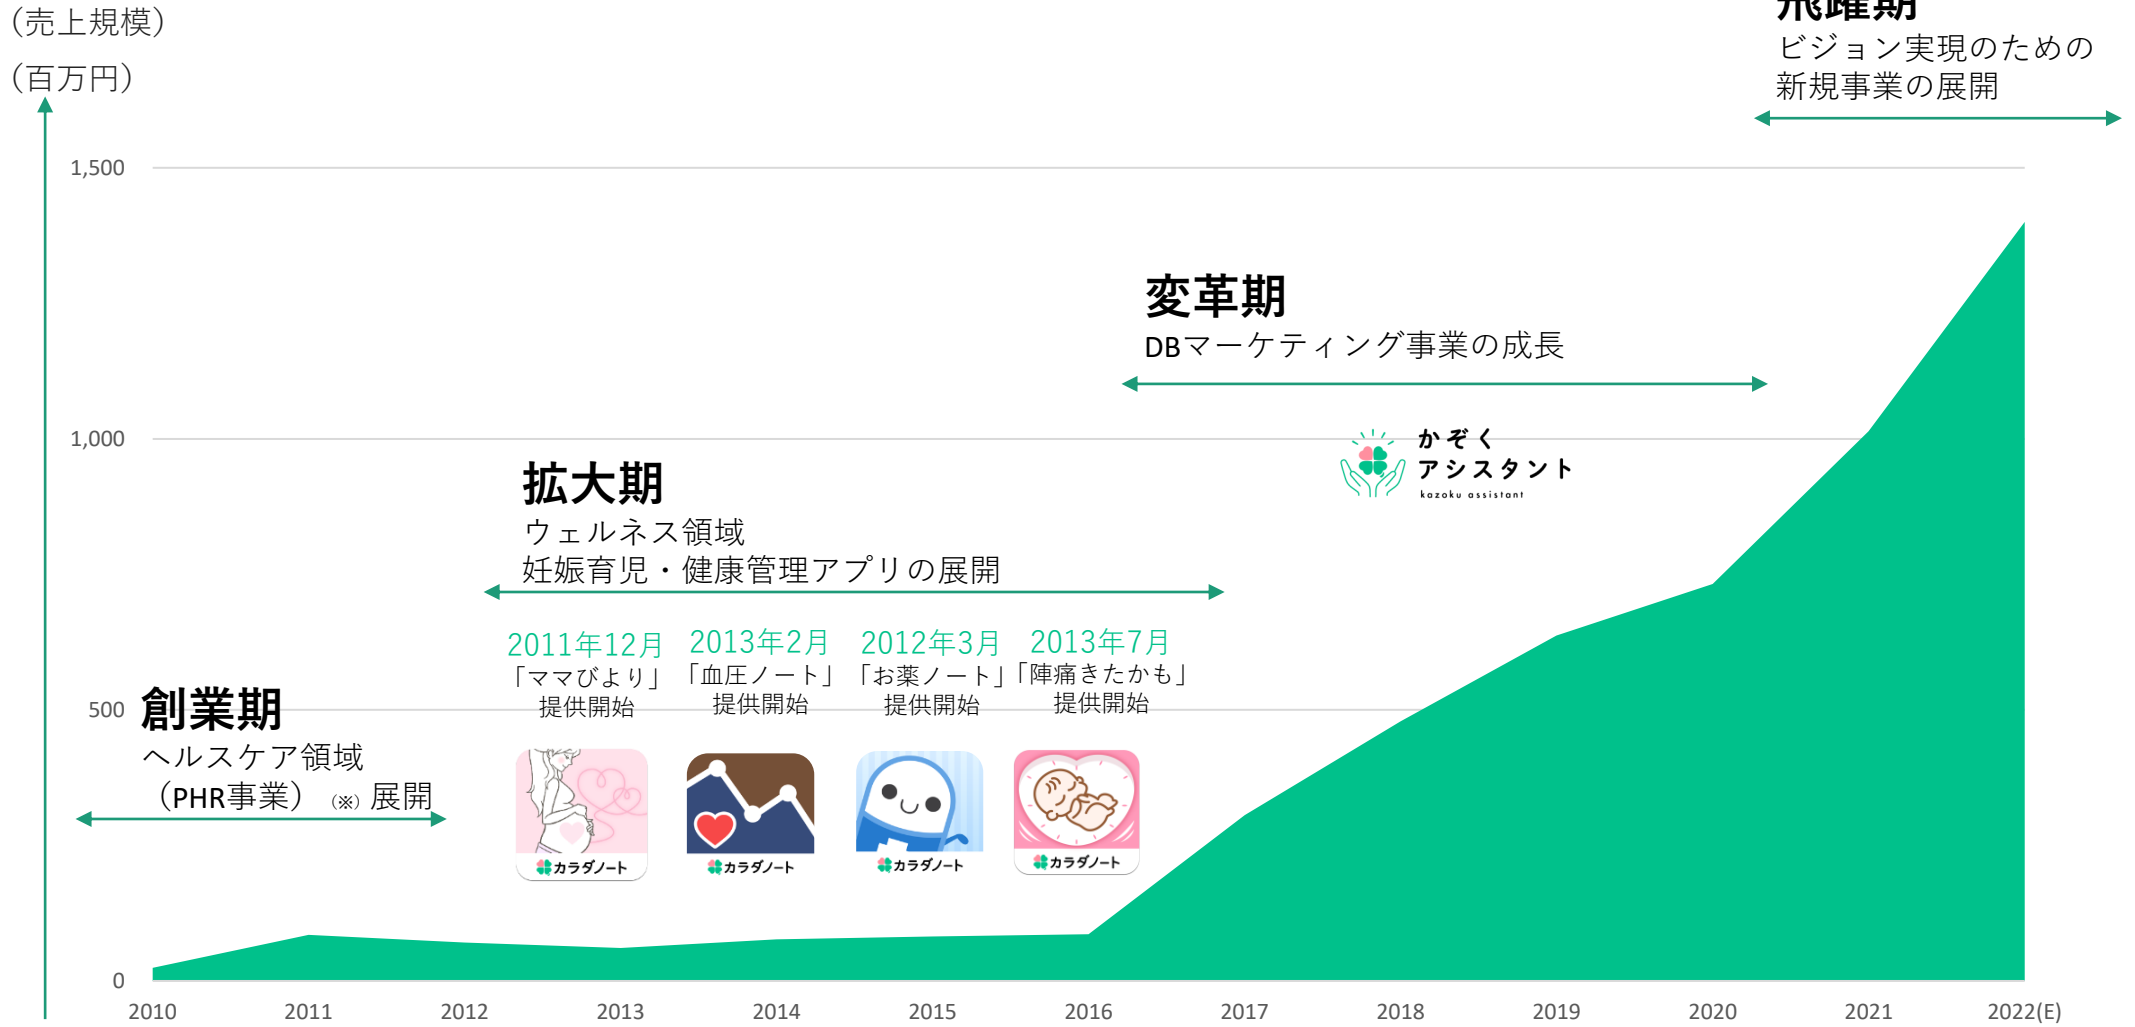 （売上規模）
（百万円）
飛躍期
ビジョン実現のための
新規事業の展開
1,500
変革期
DBマーケティング事業の成長
1,000
かぞく
アシスタント
kazoku assistant
拡大期
ウェルネス領域
妊娠育児・健康管理アプリの展開
2011年12月
「ママびより」
提供開始
2013年2月
「血圧ノート」
提供開始
2012年3月
「お薬ノート」
提供開始
2013年7月
「陣痛きたかも」
提供開始
500
創業期
ヘルスケア領域
（PHR事業）（※）展開
カラダノート
カラダノート
カラダノート
カラダノート
0
2010 2011 2012 2013 2014 2015 2016 2017 2018 2019 2020 2021 2022(E)